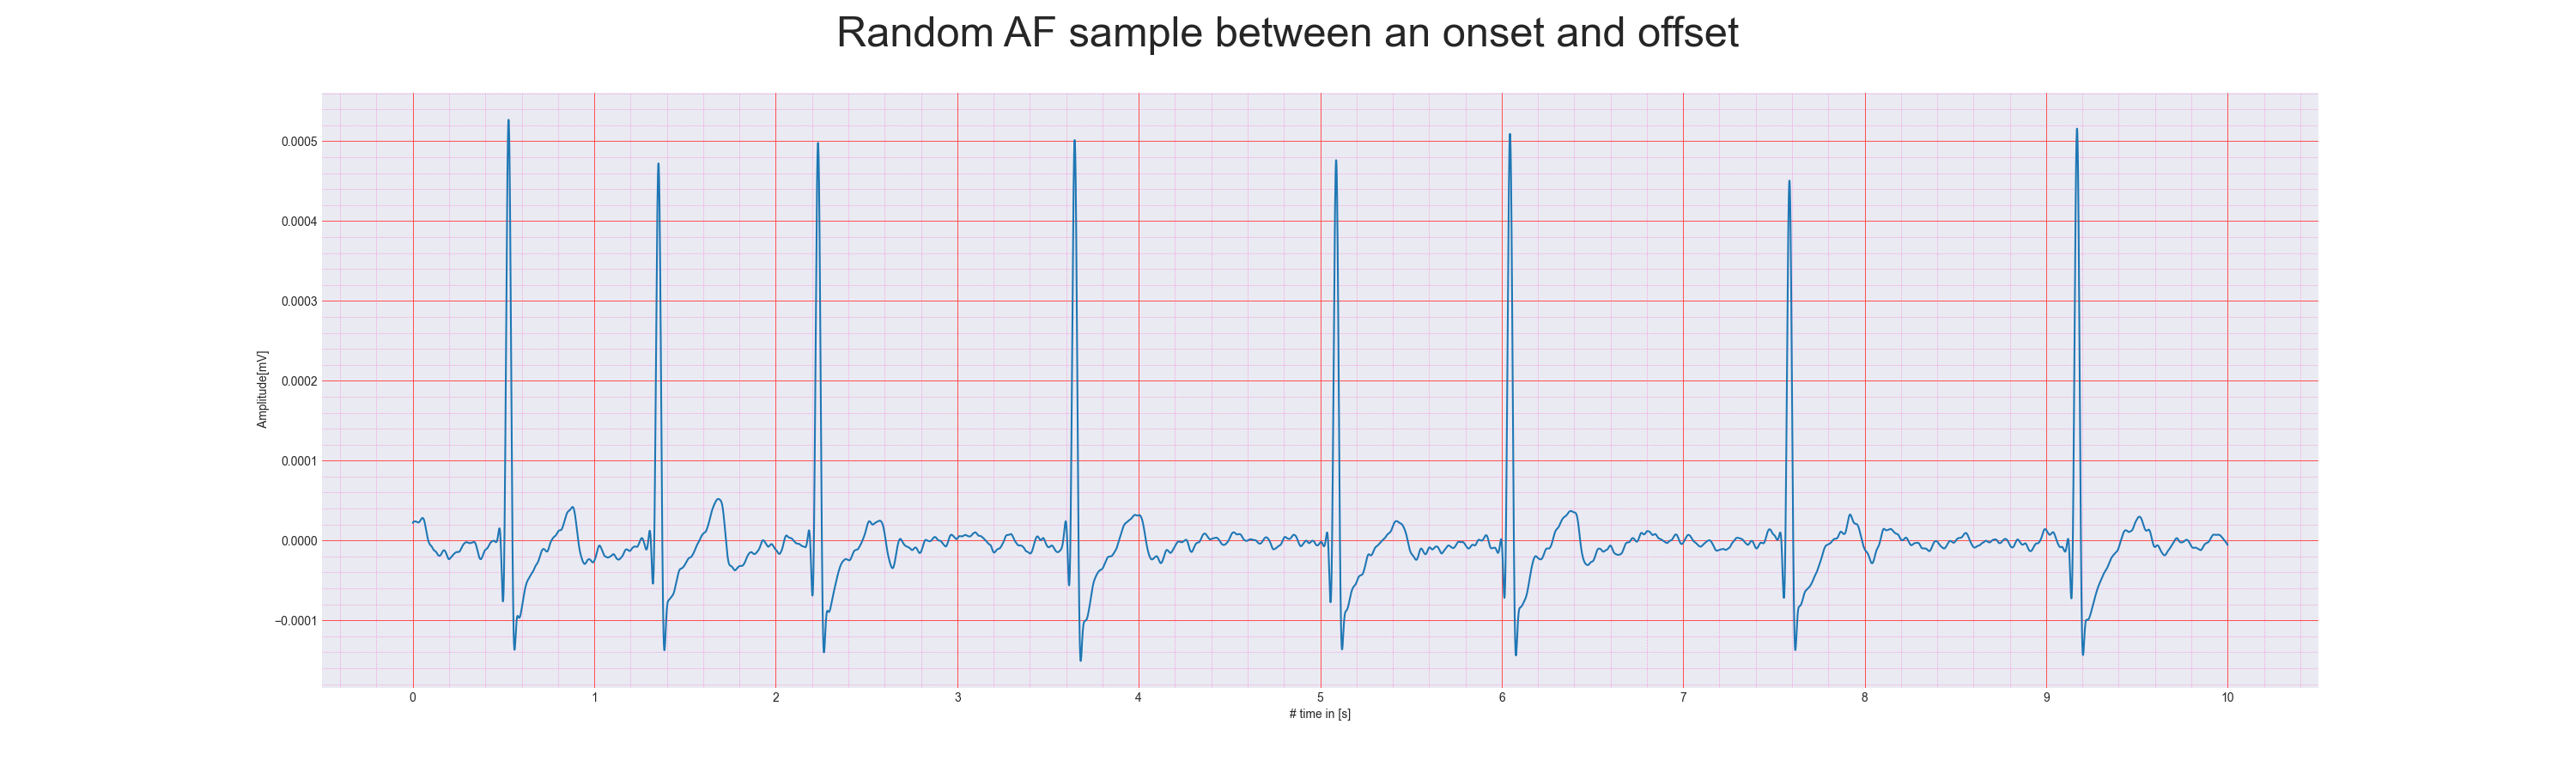 Random AF sample between an onset and offset
0.0005
0.0004
0.0003
0.0002
0.0001
0.0000
−0.0001
Amplitude[mV]
0 1 2 3 4 5 6 7 8 9 10
# time in [s]